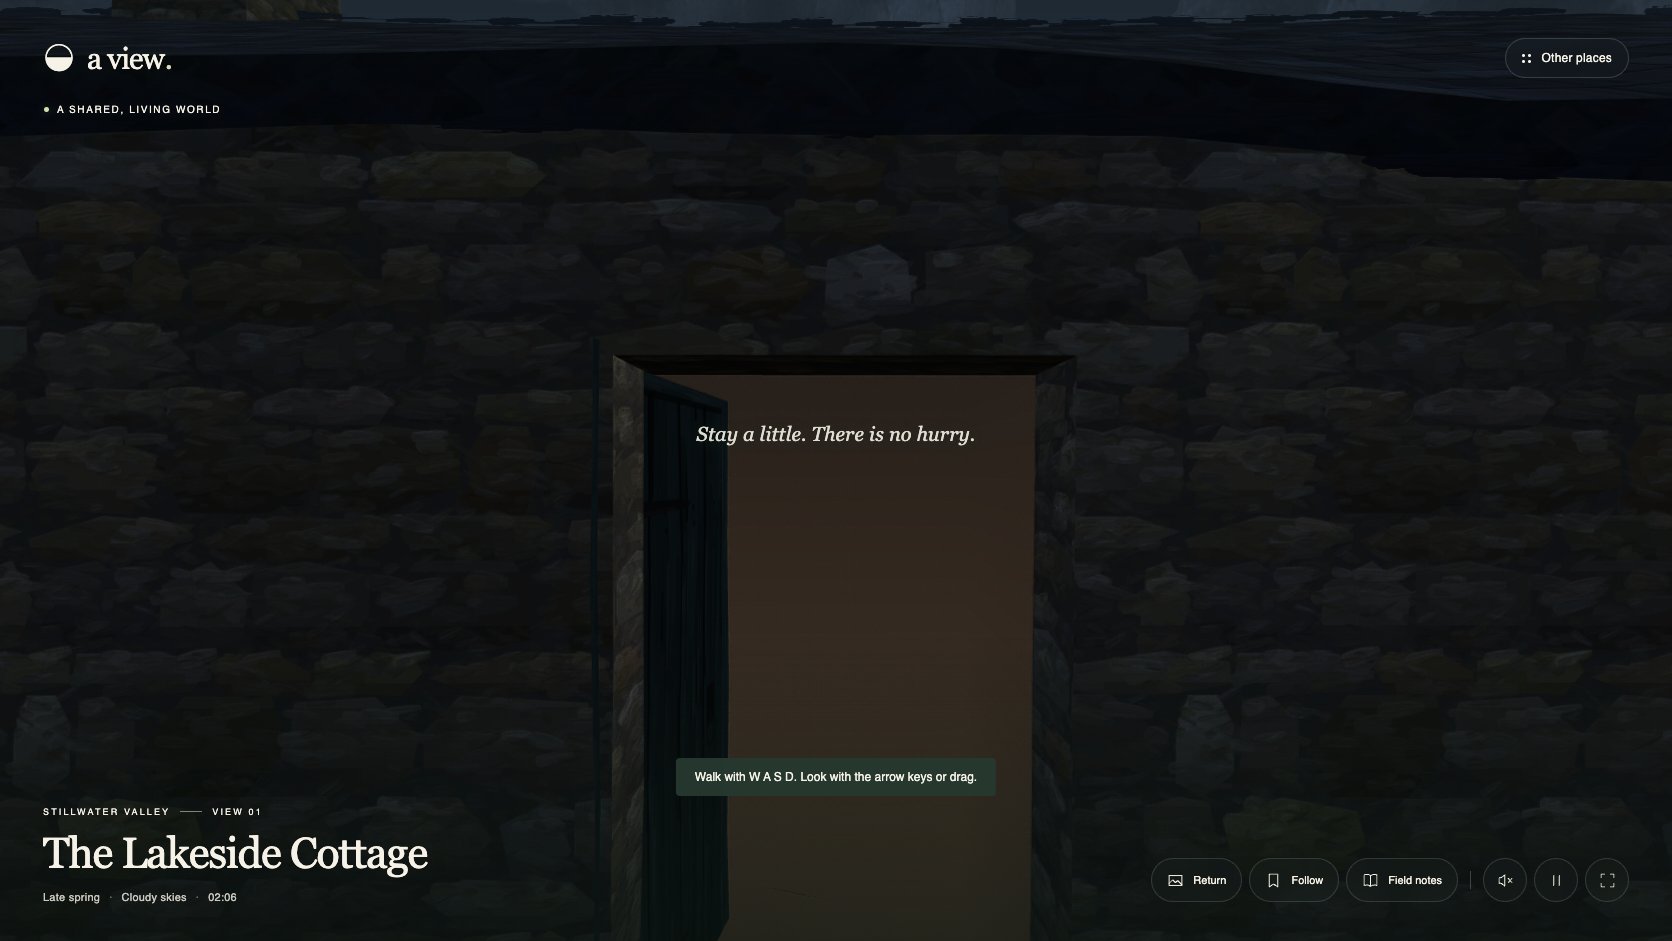 a view.
Other places
A SHARED, LIVING WORLD
Stay a little. There is no hurry.
Walk with W A S D. Look with the arrow keys or drag.
STILLWATER VALLEY — VIEW 01
The Lakeside Cottage
Late spring · Cloudy skies · 02:06
Return
Follow
Field notes